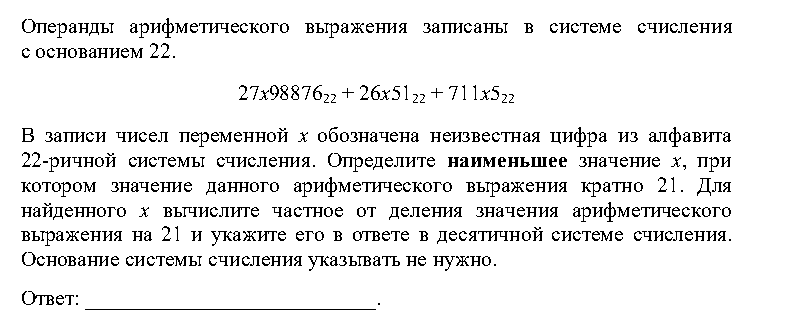 Операнды арифметического выражения записаны в системе счисления
с основанием 22.
27x98876₂₂ + 26x51₂₂ + 711x5₂₂
В записи чисел переменной x обозначена неизвестная цифра из алфавита
22-ричной системы счисления. Определите наименьшее значение x, при
котором значение данного арифметического выражения кратно 21. Для
найденного x вычислите частное от деления значения арифметического
выражения на 21 и укажите его в ответе в десятичной системе счисления.
Основание системы счисления указывать не нужно.
Ответ: ___________________________.